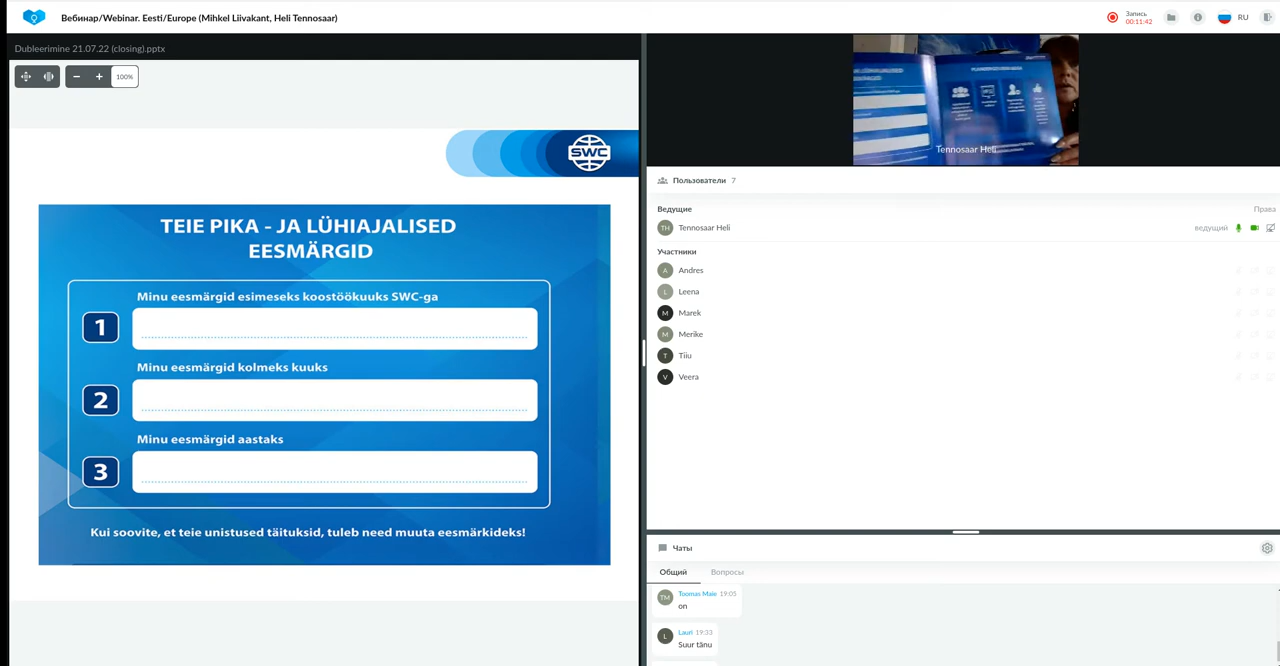 Вебинар/Webinar. Eesti/Europe (Mihkel Liivakant, Heli Tennosaar)
Запись
00:11:42
RU
Dubleerimine 21.07.22 (closing).pptx
100%
SWC
TEIE PIKA - JA LÜHIAJALISED
EESMÄRGID
Minu eesmärgid esimeseks koostöökuuks SWC-ga
1
Minu eesmärgid kolmeks kuuks
2
Minu eesmärgid aastaks
3
Kui soovite, et teie unistused täituksid, tuleb need muuta eesmärkideks!
Tennosaar Heli
Пользователи 7
Ведущие
Права
TH Tennosaar Heli
ведущий
Участники
A Andres
L Leena
M Marek
M Merike
T Tiiu
V Veera
Чаты
Общий
Вопросы
TM Toomas Maie 19:05
on
L Lauri 19:33
Suur tänu